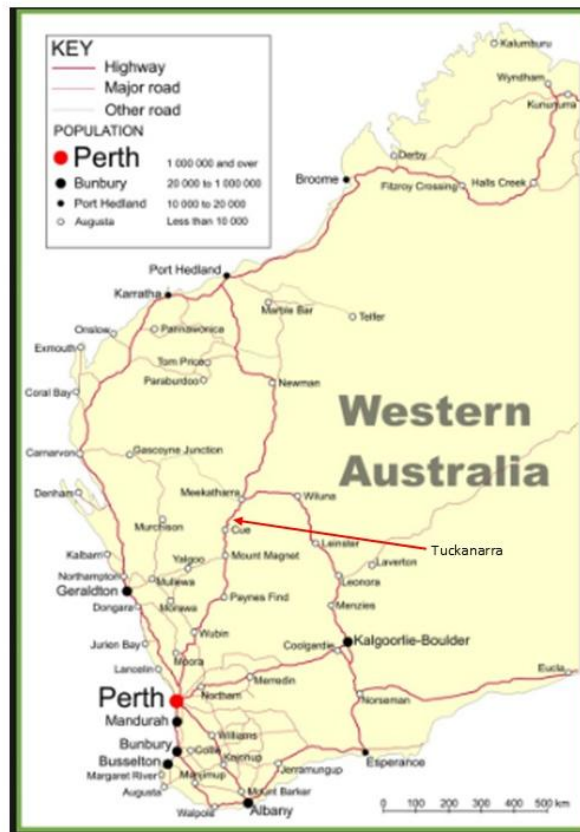 KEY
Highway
Major road
Other road
POPULATION
Perth 1 000 000 and over
Bunbury 20 000 to 1 000 000
Port Hedland 10 000 to 20 000
Augusta Less than 10 000
Kalumburu
Wyndham
Kununurra
Derby
Broome
Fitzroy Crossing
Halls Creek
Port Hedland
Karratha
Marble Bar
Telfer
Onslow
Pannawonica
Exmouth
Tom Price
Paraburdoo
Newman
Coral Bay
Western
Australia
Carnarvon
Gascoyne Junction
Denham
Meekatharra
Wiluna
Murchison
Cue
Tuckanarra
Leinster
Kalbarri
Yalgoo
Mount Magnet
Laverton
Northampton
Mullewa
Leonora
Geraldton
Morawa
Paynes Find
Menzies
Dongara
Wubin
Jurien Bay
Kalgoorlie-Boulder
Coolgardie
Moora
Lancelin
Merredin
Eucla
Perth
Northam
Norseman
Mandurah
Williams
Bunbury
Collie
Esperance
Busselton
Kojonup
Jerramungup
Margaret River
Manjimup
Augusta
Mount Barker
Walpole
Albany
0 100 200 300 400 500 km